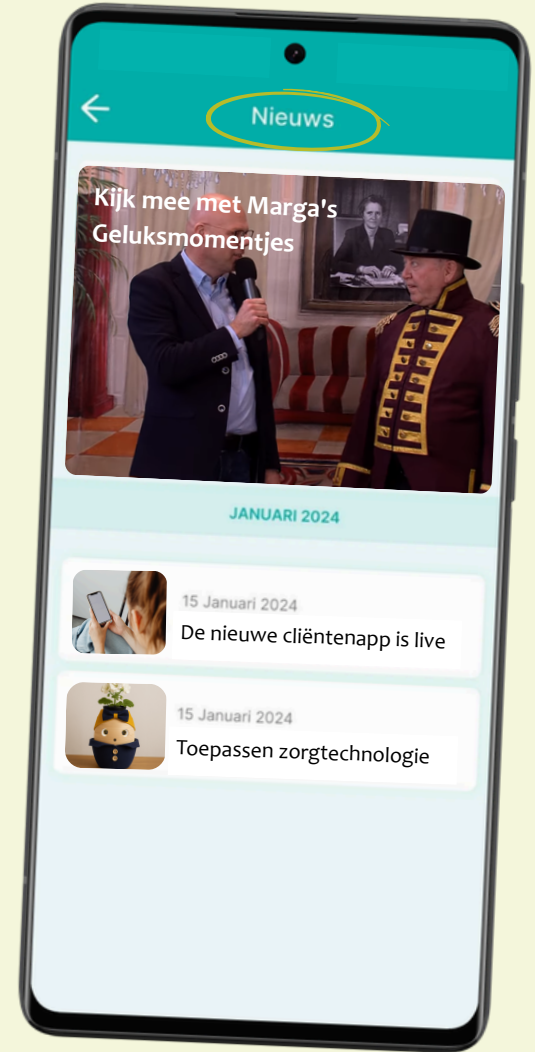 Nieuws
Kijk mee met Marga's
Geluksmomentjes
JANUARI 2024
15 Januari 2024
De nieuwe cliëntenapp is live
15 Januari 2024
Toepassen zorgtechnologie